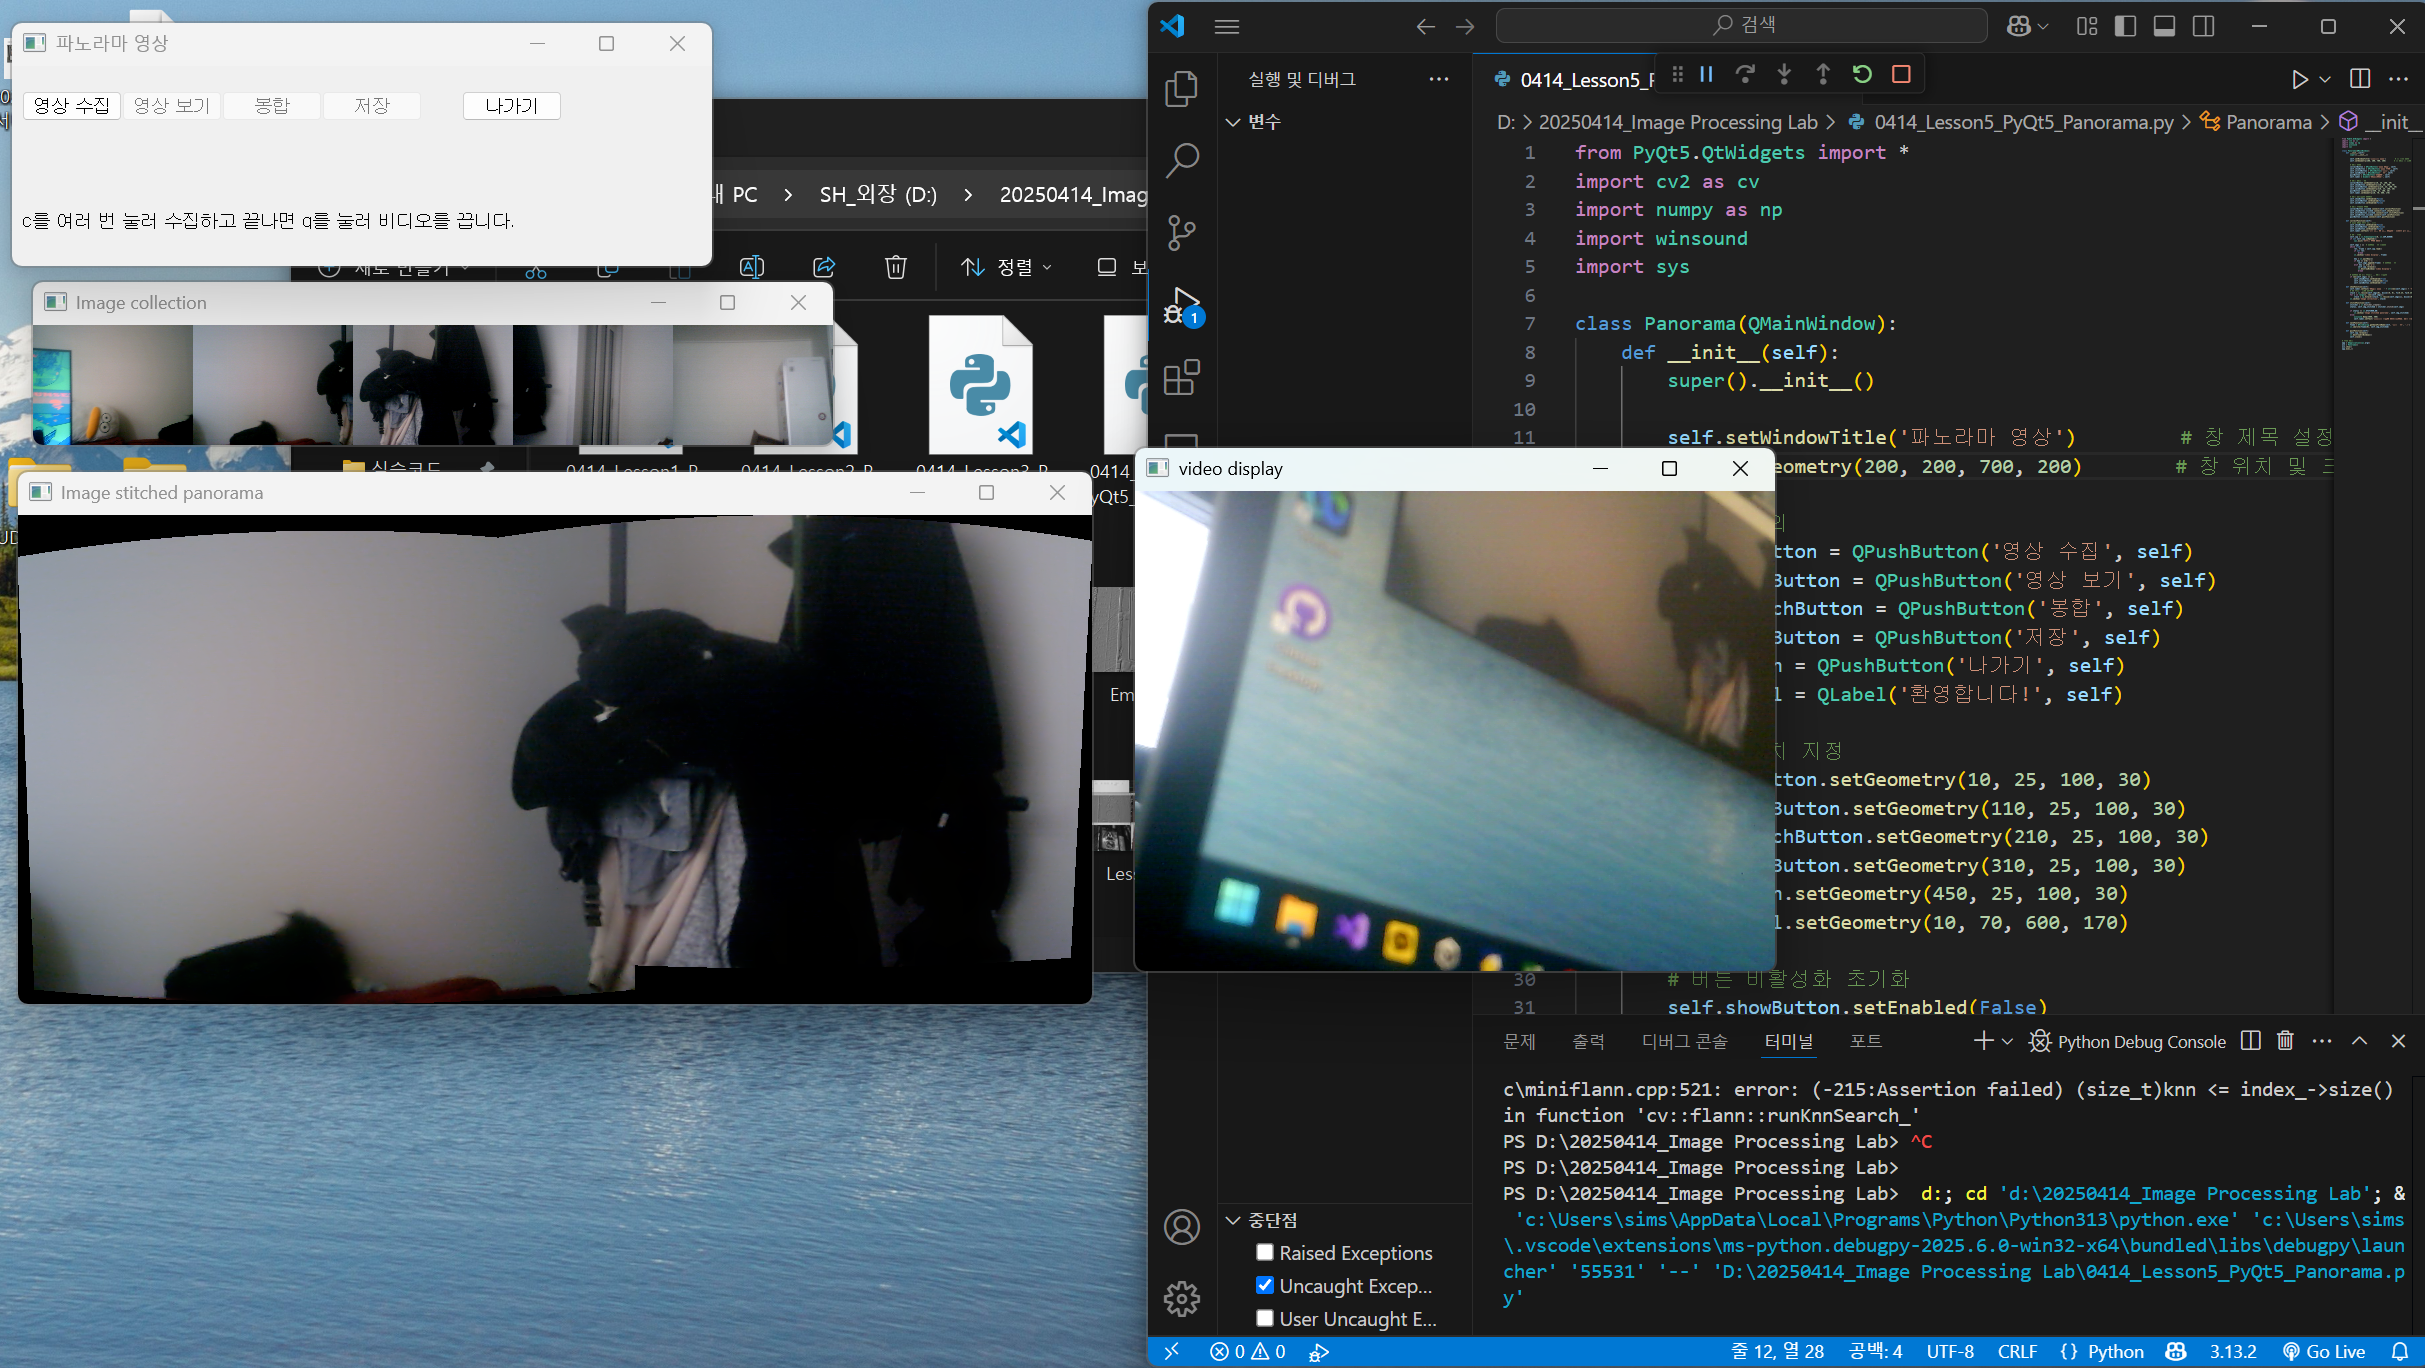 파노라마 영상
영상 수집
영상 보기
봉합
저장
나가기
c를 여러 번 눌러 수집하고 끝나면 q를 눌러 비디오를 끕니다.
PC > SH_외장 (D:) > 20250414_Imag
정렬
Image collection
Image stitched panorama
video display
검색
실행 및 디버그
변수
0414_Lesson5_
D: > 20250414_Image Processing Lab > 0414_Lesson5_PyQt5_Panorama.py > Panorama > __init__
1 from PyQt5.QtWidgets import *
2 import cv2 as cv
3 import numpy as np
4 import winsound
5 import sys
6
7 class Panorama(QMainWindow):
8 def __init__(self):
9 super().__init__()
10
11 self.setWindowTitle('파노라마 영상') # 창 제목 설정
eometry(200, 200, 700, 200) # 창 위치 및
tton = QPushButton('영상 수집', self)
Button = QPushButton('영상 보기', self)
chButton = QPushButton('봉합', self)
Button = QPushButton('저장', self)
n = QPushButton('나가기', self)
l = QLabel('환영합니다!', self)
지정
tton.setGeometry(10, 25, 100, 30)
Button.setGeometry(110, 25, 100, 30)
chButton.setGeometry(210, 25, 100, 30)
Button.setGeometry(310, 25, 100, 30)
n.setGeometry(450, 25, 100, 30)
l.setGeometry(10, 70, 600, 170)
30 # 버튼 비활성화 초기화
31 self.showButton.setEnabled(False)
문제
출력
디버그 콘솔
터미널
포트
Python Debug Console
c\miniflann.cpp:521: error: (-215:Assertion failed) (size_t)knn <= index_->size()
in function 'cv::flann::runKnnSearch_'
PS D:\20250414_Image Processing Lab> ^C
PS D:\20250414_Image Processing Lab>
PS D:\20250414_Image Processing Lab>  d:; cd 'd:\20250414_Image Processing Lab'; &
'c:\Users\sims\AppData\Local\Programs\Python\Python313\python.exe' 'c:\Users\sims
\.vscode\extensions\ms-python.debugpy-2025.6.0-win32-x64\bundled\libs\debugpy\laun
cher' '55531' '--' 'D:\20250414_Image Processing Lab\0414_Lesson5_PyQt5_Panorama.p
y'
중단점
Raised Exceptions
Uncaught Excep...
User Uncaught E...
0 0
줄 12, 열 28
공백: 4
UTF-8
CRLF
{} Python
3.13.2
Go Live